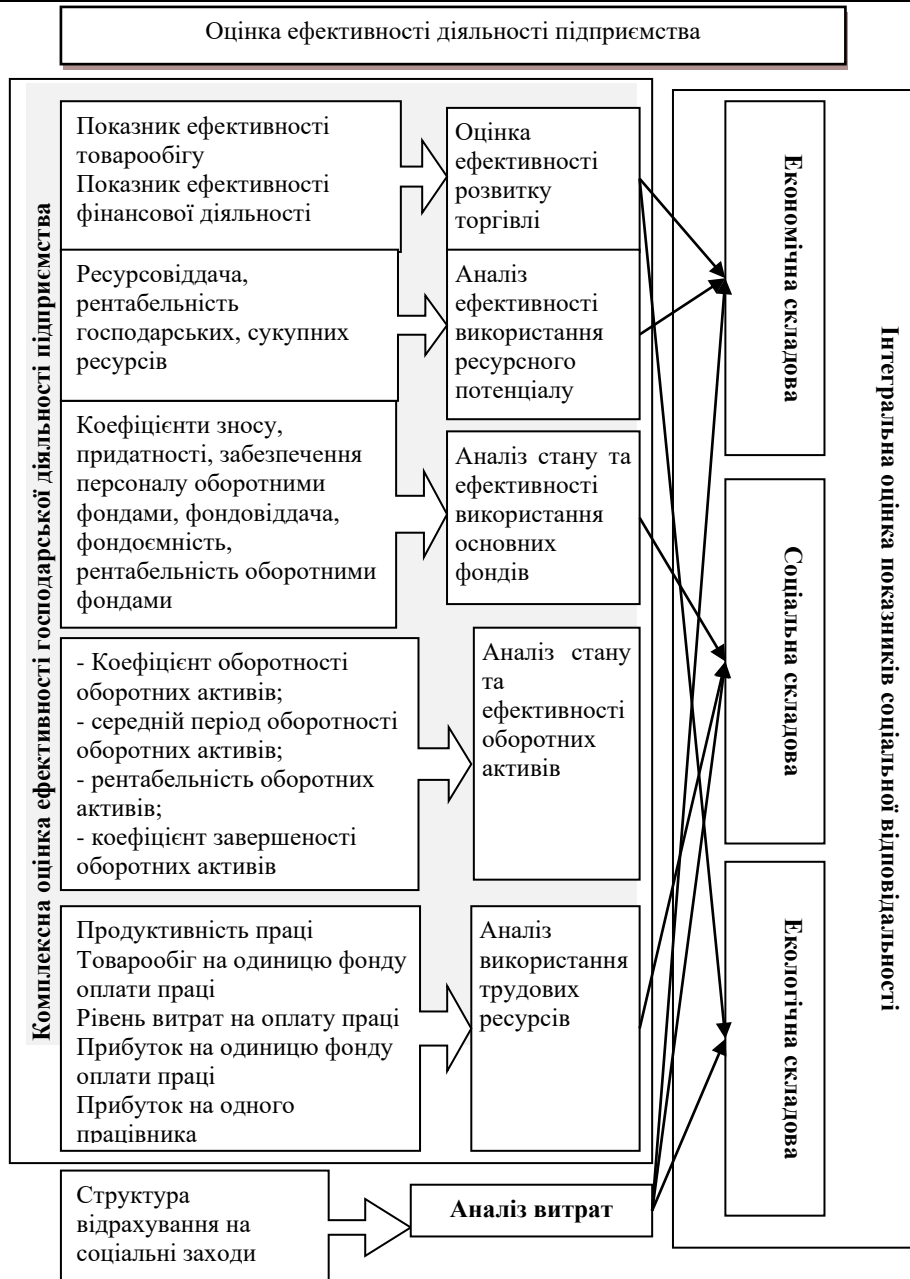 Оцінка ефективності діяльності підприємства
Комплексна оцінка ефективності господарської діяльності підприємства
Показник ефективності
товарообігу
Показник ефективності
фінансової діяльності
Оцінка
ефективності
розвитку
торгівлі
Ресурсовіддача,
рентабельність
господарських, сукупних
ресурсів
Аналіз
ефективності
використання
ресурсного
потенціалу
Коефіцієнти зносу,
придатності, забезпечення
персоналу оборотними
фондами, фондовіддача,
фондоємність,
рентабельність оборотними
фондами
Аналіз стану та
ефективності
використання
основних
фондів
- Коефіцієнт оборотності
оборотних активів;
- середній період оборотності
оборотних активів;
- рентабельність оборотних
активів;
- коефіцієнт завершеності
оборотних активів
Аналіз стану
та
ефективності
оборотних
активів
Продуктивність праці
Товарообіг на одиницю фонду
оплати праці
Рівень витрат на оплату праці
Прибуток на одиницю фонду
оплати праці
Прибуток на одного
працівника
Аналіз
використання
трудових
ресурсів
Структура
відрахування на
соціальні заходи
Аналіз витрат
Економічна складова
Соціальна складова
Екологічна складова
Інтегральна оцінка показників соціальної відповідальності